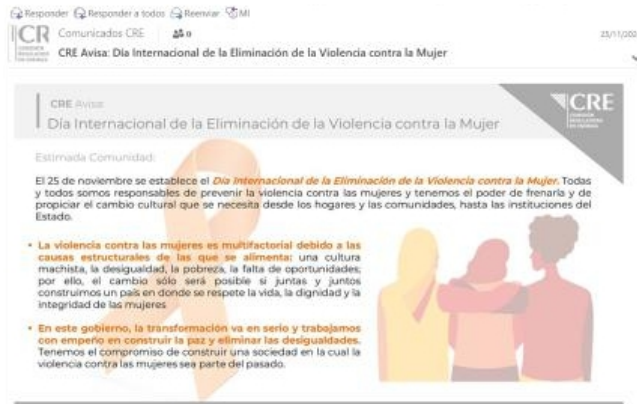 Responder Responder a todos Reenviar MI
CR Comunicados CRE 0
CRE Avisa: Día Internacional de la Eliminación de la Violencia contra la Mujer
CRE Avisa:
Día Internacional de la Eliminación de la Violencia contra la Mujer
CRE
COMISIÓN
REGULADORA
DE ENERGÍA
Estimada Comunidad:
El 25 de noviembre se establece el Día Internacional de la Eliminación de la Violencia contra la Mujer. Todas
y todos somos responsables de prevenir la violencia contra las mujeres y tenemos el poder de frenarla y de
propiciar el cambio cultural que se necesita desde los hogares y las comunidades, hasta las instituciones del
Estado.
• La violencia contra las mujeres es multifactorial debido a las
causas estructurales de las que se alimenta: una cultura
machista, la desigualdad, la pobreza, la falta de oportunidades;
por ello, el cambio sólo será posible si juntas y juntos
construimos un país en donde se respete la vida, la dignidad y la
integridad de las mujeres
• En este gobierno, la transformación va en serio y trabajamos
con empeño en construir la paz y eliminar las desigualdades.
Tenemos el compromiso de construir una sociedad en la cual la
violencia contra las mujeres sea parte del pasado.